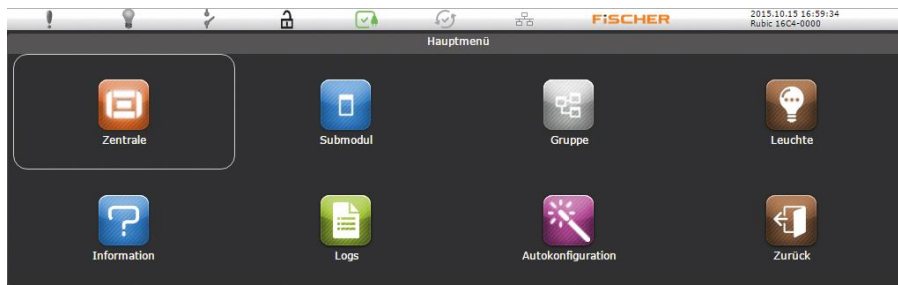 FiSCHER
2015.10.15 16:59:34
Rubic 16C4-0000
Hauptmenü
Zentrale
Submodul
Gruppe
Leuchte
Information
Logs
Autokonfiguration
Zurück